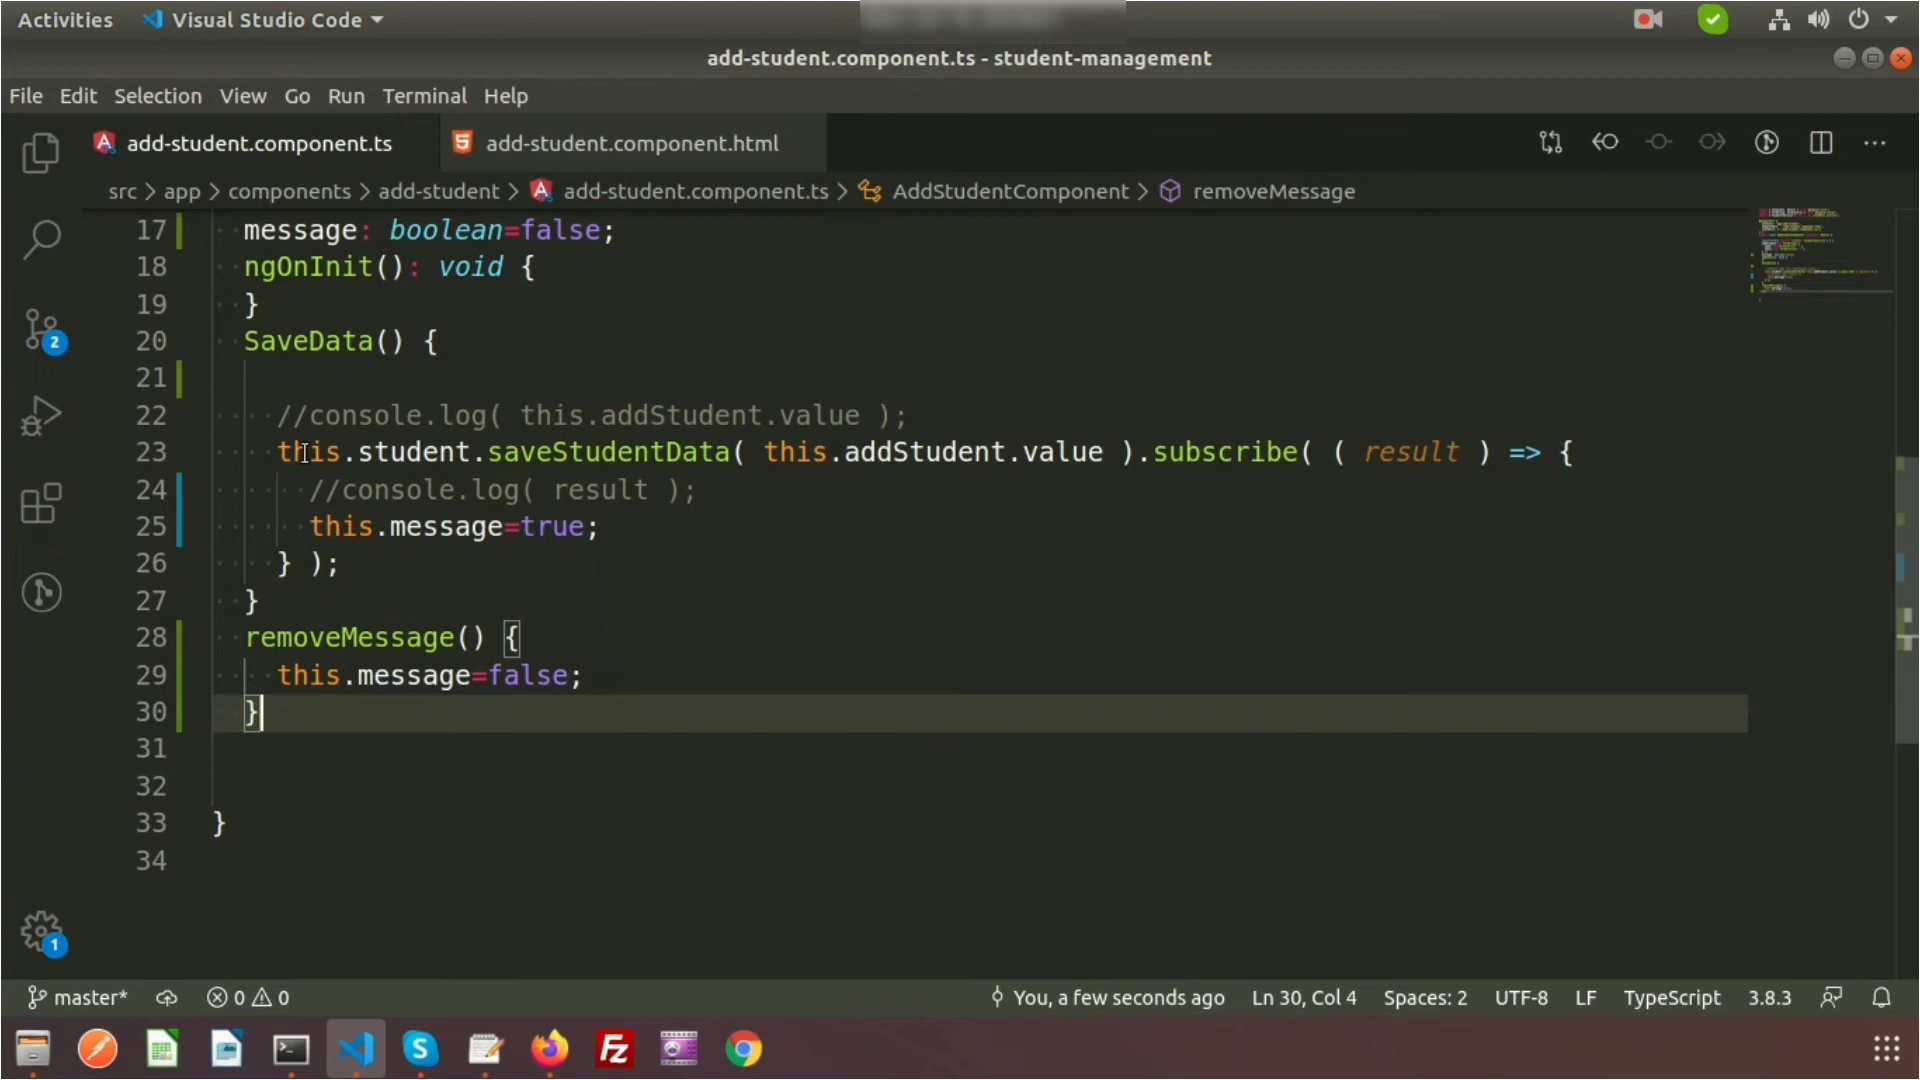 Activities Visual Studio Code
add-student.component.ts - student-management
File Edit Selection View Go Run Terminal Help
add-student.component.ts add-student.component.html
src > app > components > add-student > add-student.component.ts > AddStudentComponent > removeMessage
17 message: boolean=false;
18 ngOnInit(): void {
19 }
20 SaveData() {
21
22 //console.log( this.addStudent.value );
23 this.student.saveStudentData( this.addStudent.value ).subscribe( ( result ) => {
24 //console.log( result );
25 this.message=true;
26 } );
27 }
28 removeMessage() {
29 this.message=false;
30 }
31
32
33 }
34
2
1
master* 0 0 You, a few seconds ago Ln 30, Col 4 Spaces: 2 UTF-8 LF TypeScript 3.8.3